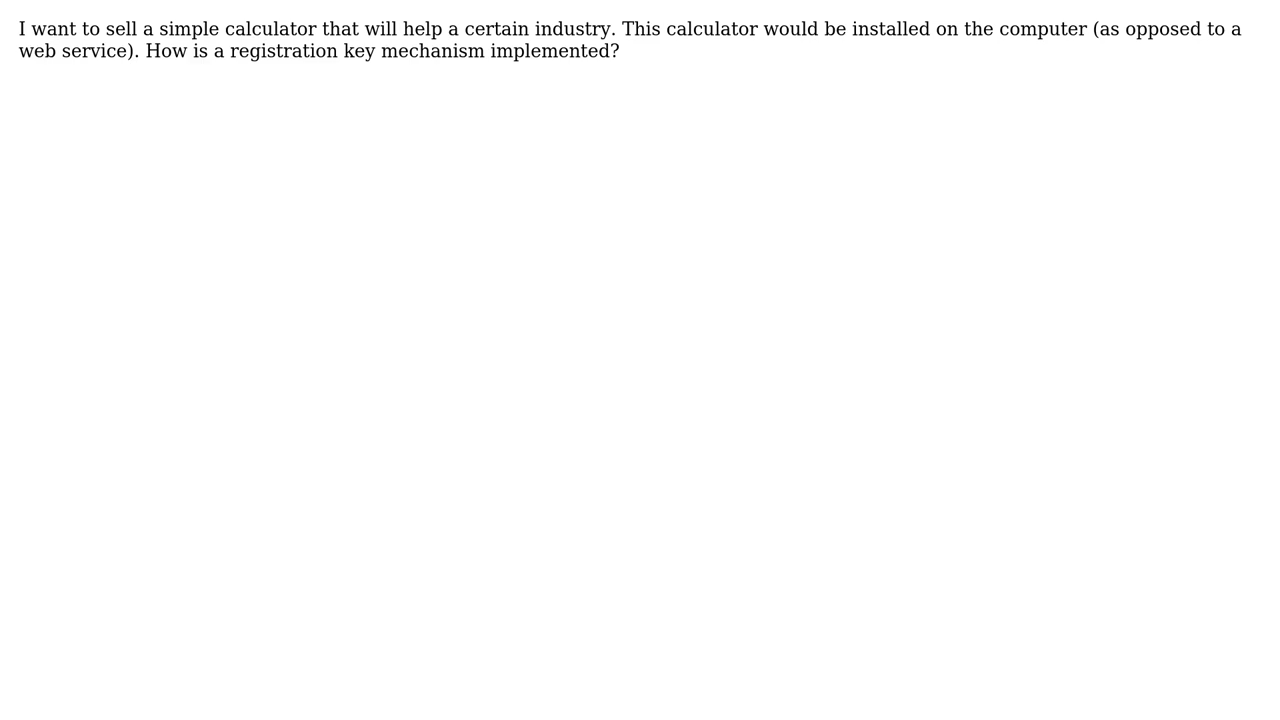 I want to sell a simple calculator that will help a certain industry. This calculator would be installed on the computer (as opposed to a
web service). How is a registration key mechanism implemented?